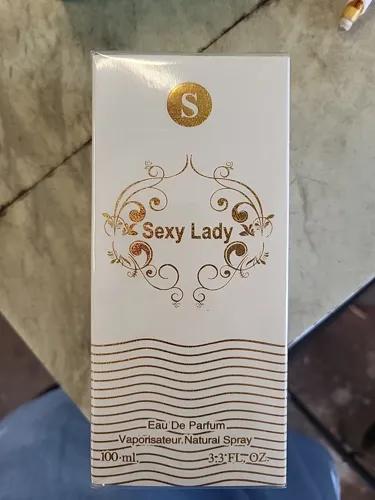 S
Sexy Lady
Eau De Parfum
Vaporisateur Natural Spray
100 ml. 3.3 FL. OZ.